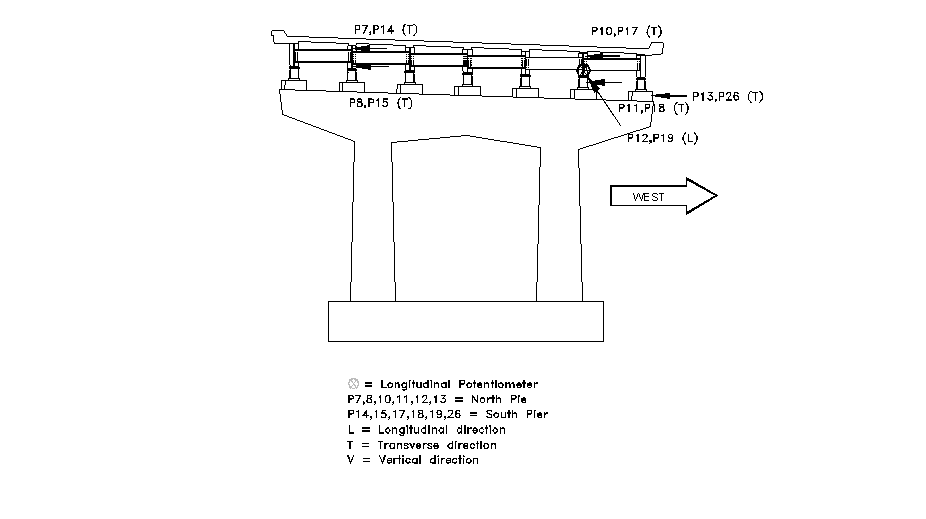 P7,P14 (T)
P10,P17 (T)
P8,P15 (T)
P13,P26 (T)
P11,P18 (T)
P12,P19 (L)
WEST
= Longitudinal Potentiometer
P7,8,10,11,12,13 = North Pie
P14,15,17,18,19,26 = South Pier
L = Longitudinal direction
T = Transverse direction
V = Vertical direction